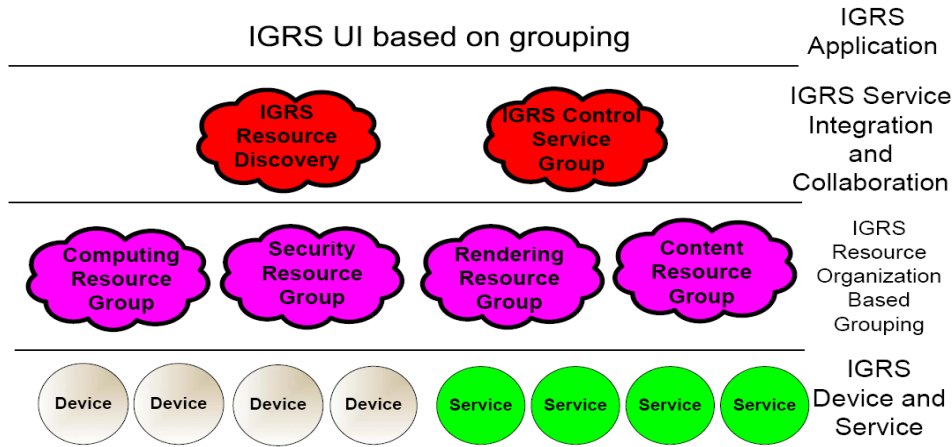 IGRS UI based on grouping
IGRS
Application
IGRS
Resource
Discovery
IGRS Control
Service
Group
IGRS Service
Integration
and
Collaboration
Computing
Resource
Group
Security
Resource
Group
Rendering
Resource
Group
Content
Resource
Group
IGRS
Resource
Organization
Based
Grouping
Device
Device
Device
Device
Service
Service
Service
Service
IGRS
Device and
Service